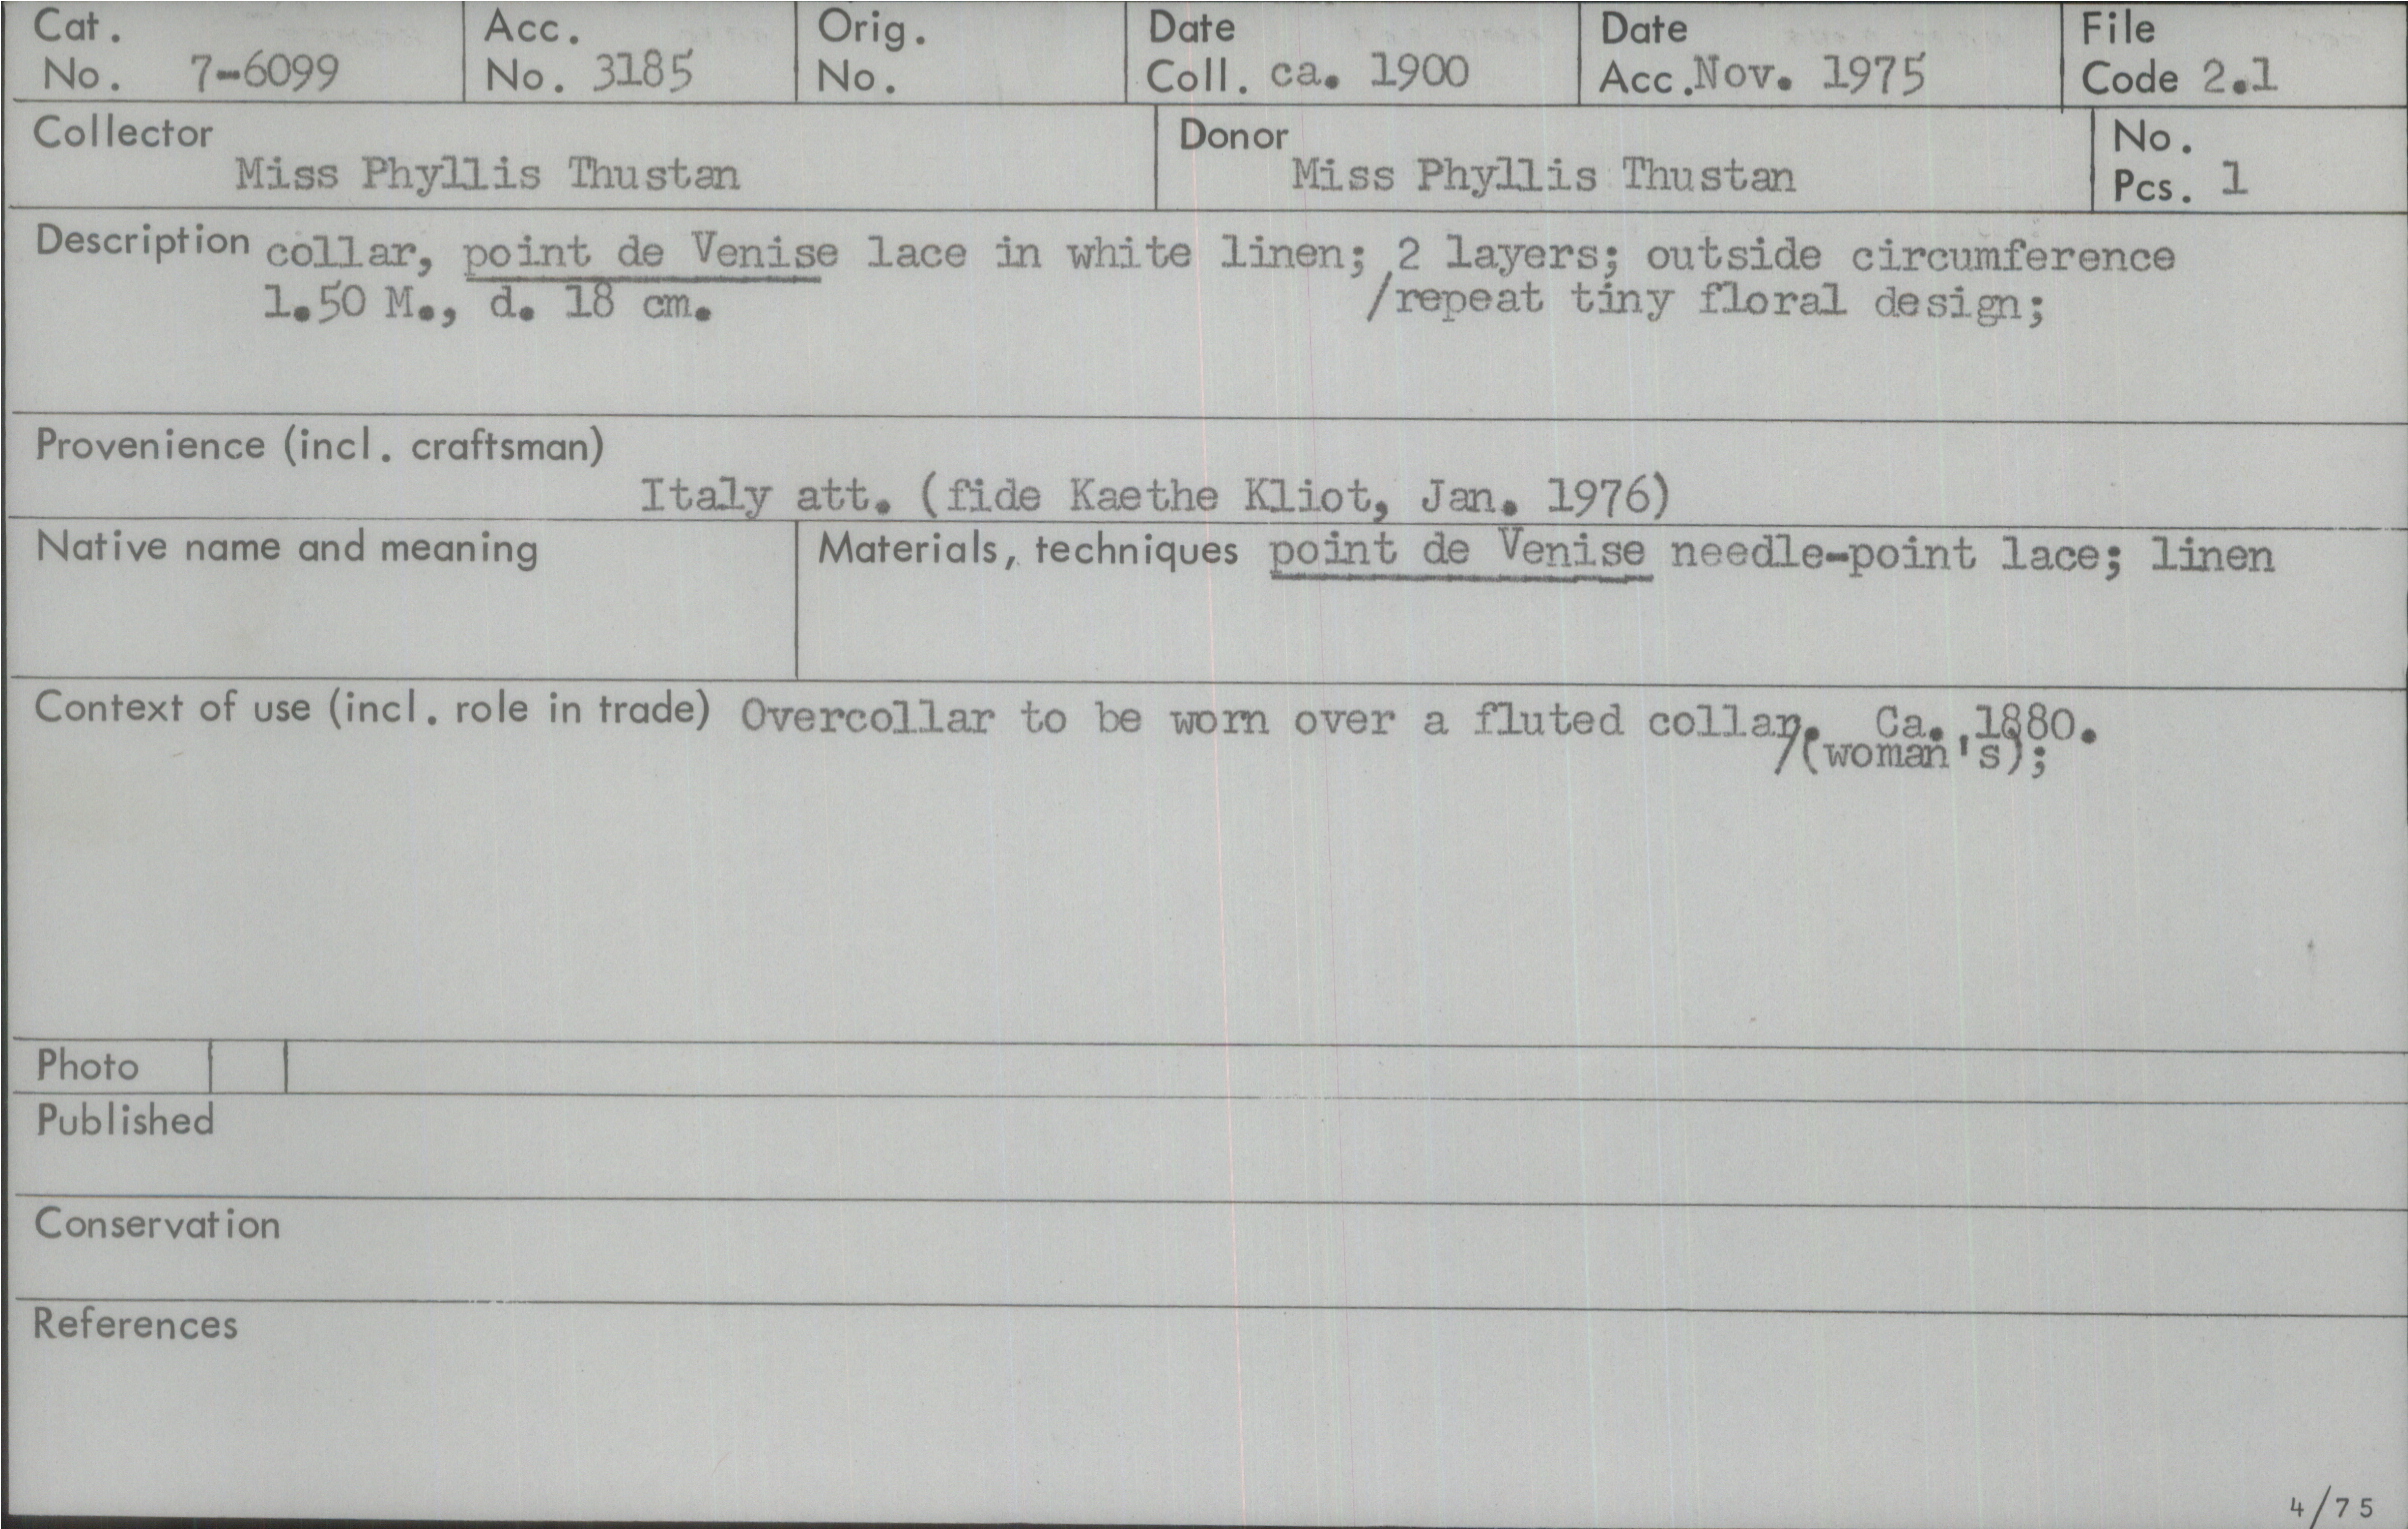 Cat. No. 7-6099
Acc. No. 3185
Orig. No.
Date Coll. ca. 1900
Date Acc. Nov. 1975
File Code 2.1
Collector
Miss Phyllis Thustan
Donor
Miss Phyllis Thustan
No. Pcs. 1
Description collar, point de Venise lace in white linen; 2 layers; outside circumference
1.50 M., d. 18 cm. /repeat tiny floral design;
Provenience (incl. craftsman)
Italy att. (fide Kaethe Kliot, Jan. 1976)
Native name and meaning
Materials, techniques point de Venise needle-point lace; linen
Context of use (incl. role in trade) Overcollar to be worn over a fluted collar. Ca. 1880.
/(woman's);
Photo
Published
Conservation
References
4/75